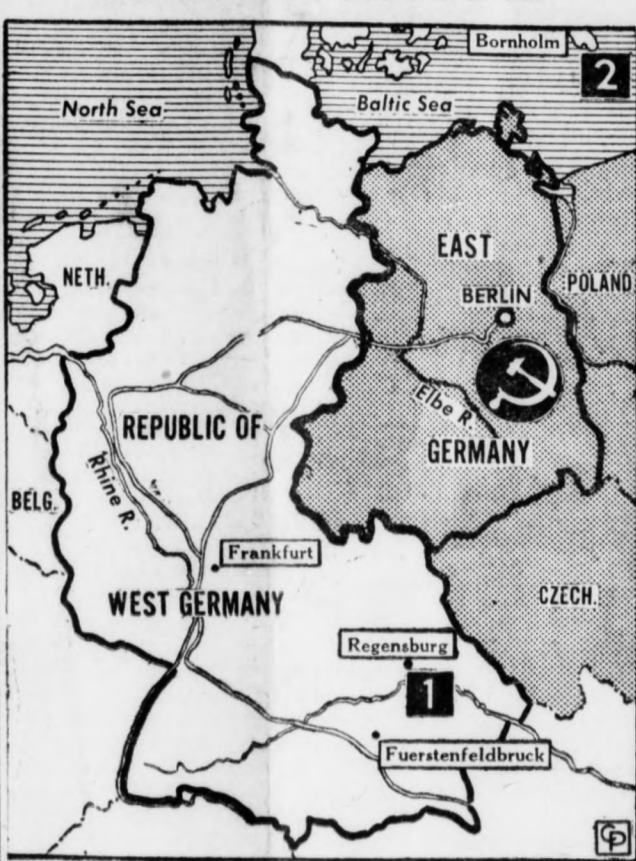 Bornholm
2
North Sea
Baltic Sea
EAST
NETH.
POLAND
BERLIN
Elbe R.
REPUBLIC OF
GERMANY
Rhine R.
BELG.
Frankfurt
CZECH.
WEST GERMANY
Regensburg
1
Fuerstenfeldbruck
CP